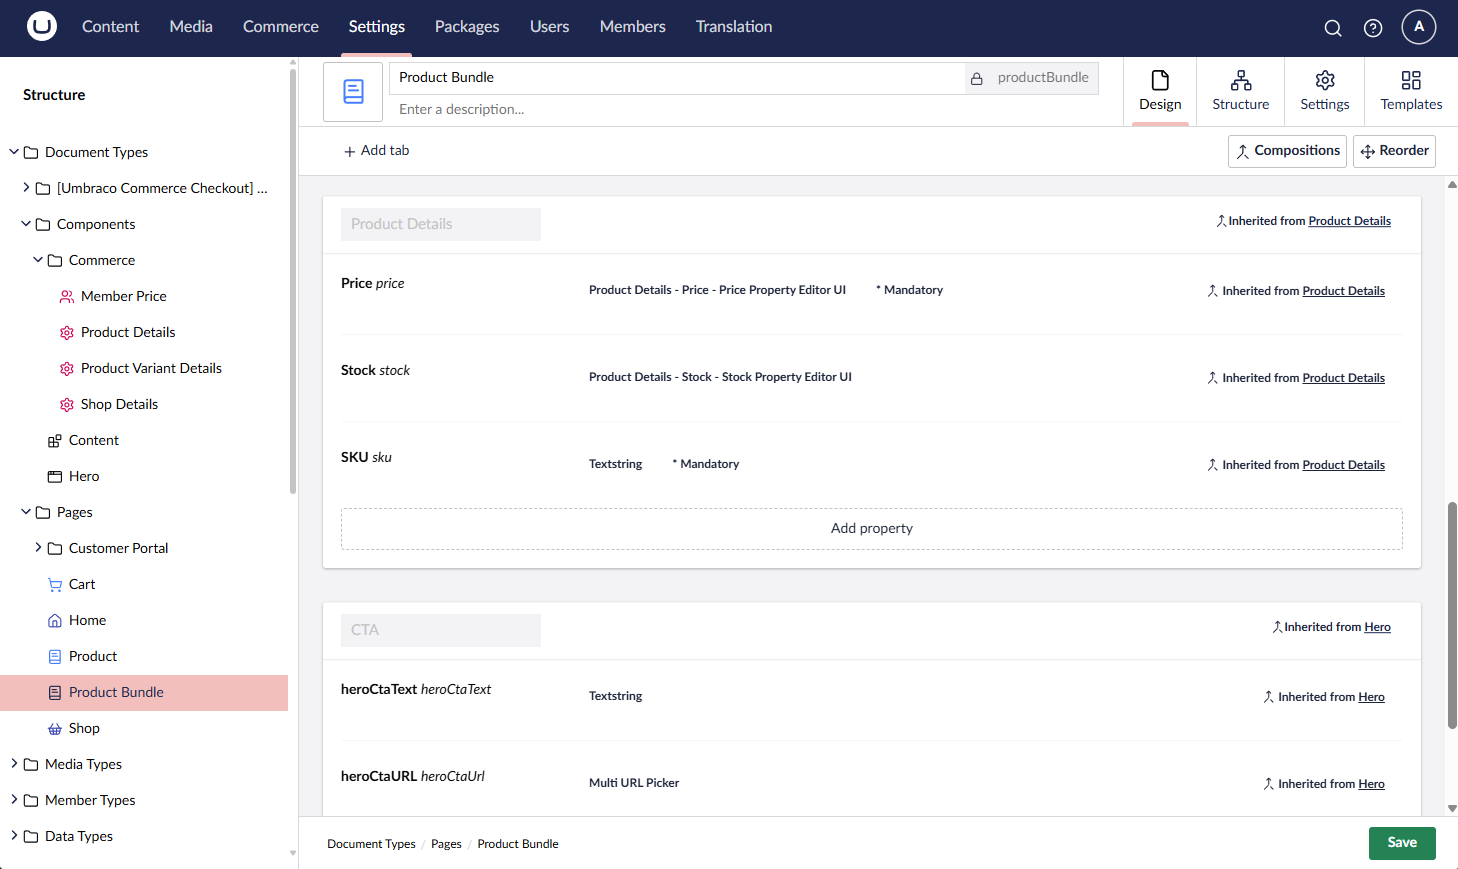 Content Media Commerce Settings Packages Users Members Translation A
Structure
Document Types
[Umbraco Commerce Checkout] ...
Components
Commerce
Member Price
Product Details
Product Variant Details
Shop Details
Content
Hero
Pages
Customer Portal
Cart
Home
Product
Product Bundle
Shop
Media Types
Member Types
Data Types
Product Bundle productBundle
Enter a description...
Design Structure Settings Templates
+ Add tab Compositions Reorder
Product Details Inherited from Product Details
Price price Product Details - Price - Price Property Editor UI * Mandatory Inherited from Product Details
Stock stock Product Details - Stock - Stock Property Editor UI Inherited from Product Details
SKU sku Textstring * Mandatory Inherited from Product Details
Add property
CTA Inherited from Hero
heroCtaText heroCtaText Textstring Inherited from Hero
heroCtaURL heroCtaUrl Multi URL Picker Inherited from Hero
Document Types / Pages / Product Bundle Save